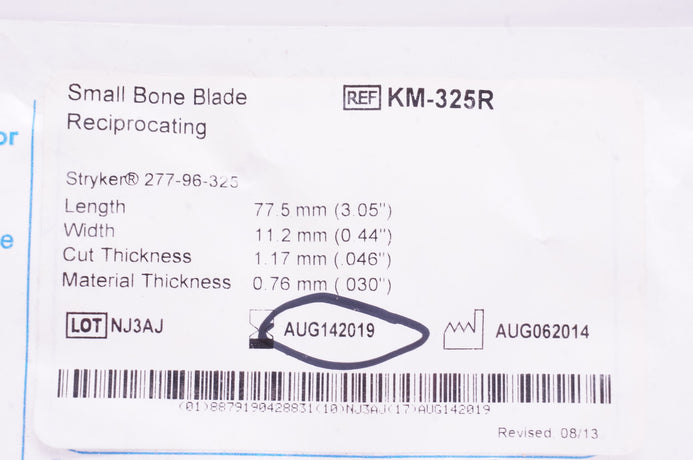 Small Bone Blade
Reciprocating
REF KM-325R
or
Stryker® 277-96-325
e
Length 77.5 mm (3.05")
Width 11.2 mm (0.44")
Cut Thickness 1.17 mm (.046")
Material Thickness 0.76 mm (.030")
LOT NJ3AJ AUG142019 AUG062014
(01)8879190428831(10)NJ3AJ(17)AUG142019
Revised. 08/13